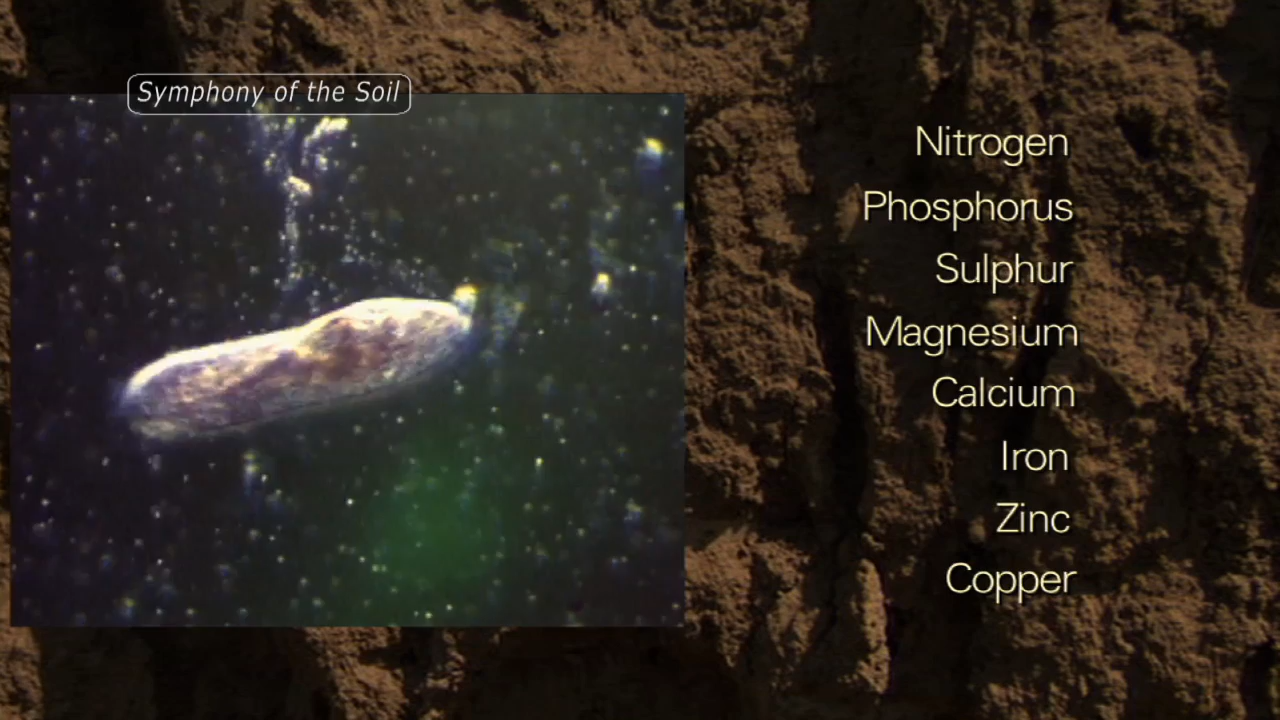 Symphony of the Soil
Nitrogen
Phosphorus
Sulphur
Magnesium
Calcium
Iron
Zinc
Copper